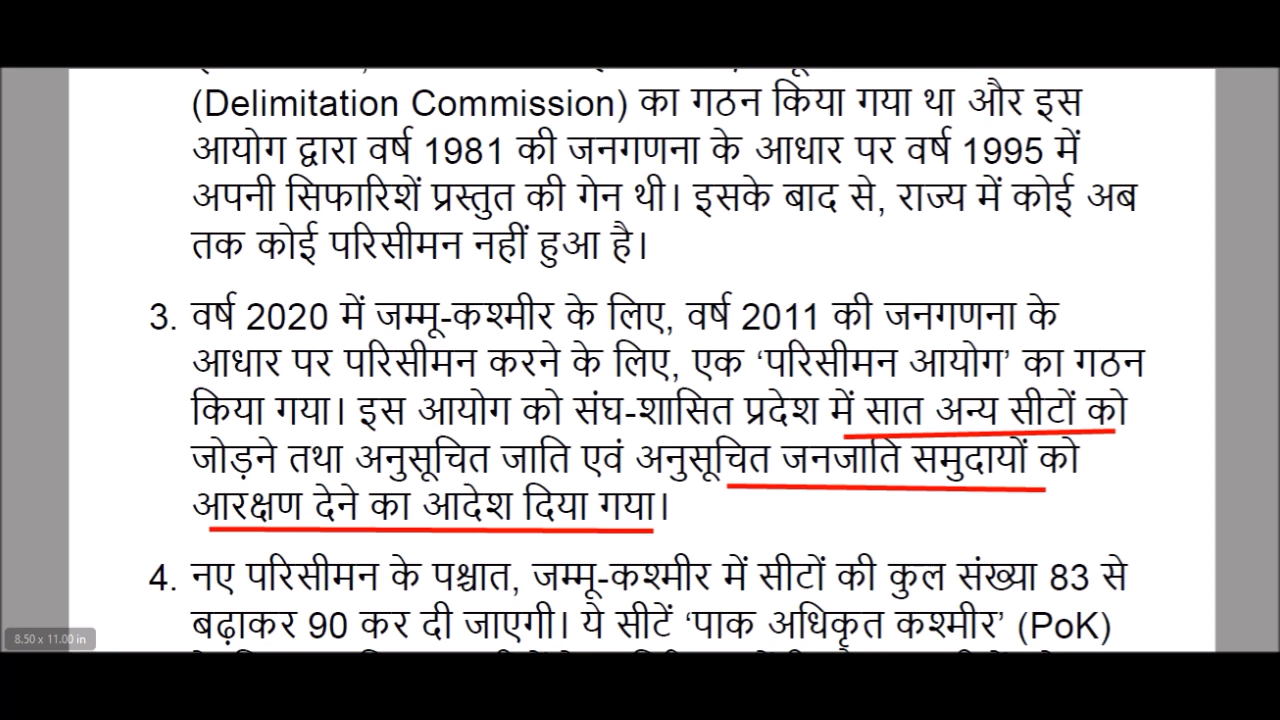 (Delimitation Commission) का गठन किया गया था और इस
आयोग द्वारा वर्ष 1981 की जनगणना के आधार पर वर्ष 1995 में
अपनी सिफारिशें प्रस्तुत की गेन थी। इसके बाद से, राज्य में कोई अब
तक कोई परिसीमन नहीं हुआ है।
3. वर्ष 2020 में जम्मू-कश्मीर के लिए, वर्ष 2011 की जनगणना के
आधार पर परिसीमन करने के लिए, एक ‘परिसीमन आयोग’ का गठन
किया गया। इस आयोग को संघ-शासित प्रदेश में सात अन्य सीटों को
जोड़ने तथा अनुसूचित जाति एवं अनुसूचित जनजाति समुदायों को
आरक्षण देने का आदेश दिया गया।
4. नए परिसीमन के पश्चात, जम्मू-कश्मीर में सीटों की कुल संख्या 83 से
बढ़ाकर 90 कर दी जाएगी। ये सीटें ‘पाक अधिकृत कश्मीर’ (PoK)
8.50 x 11.00 in